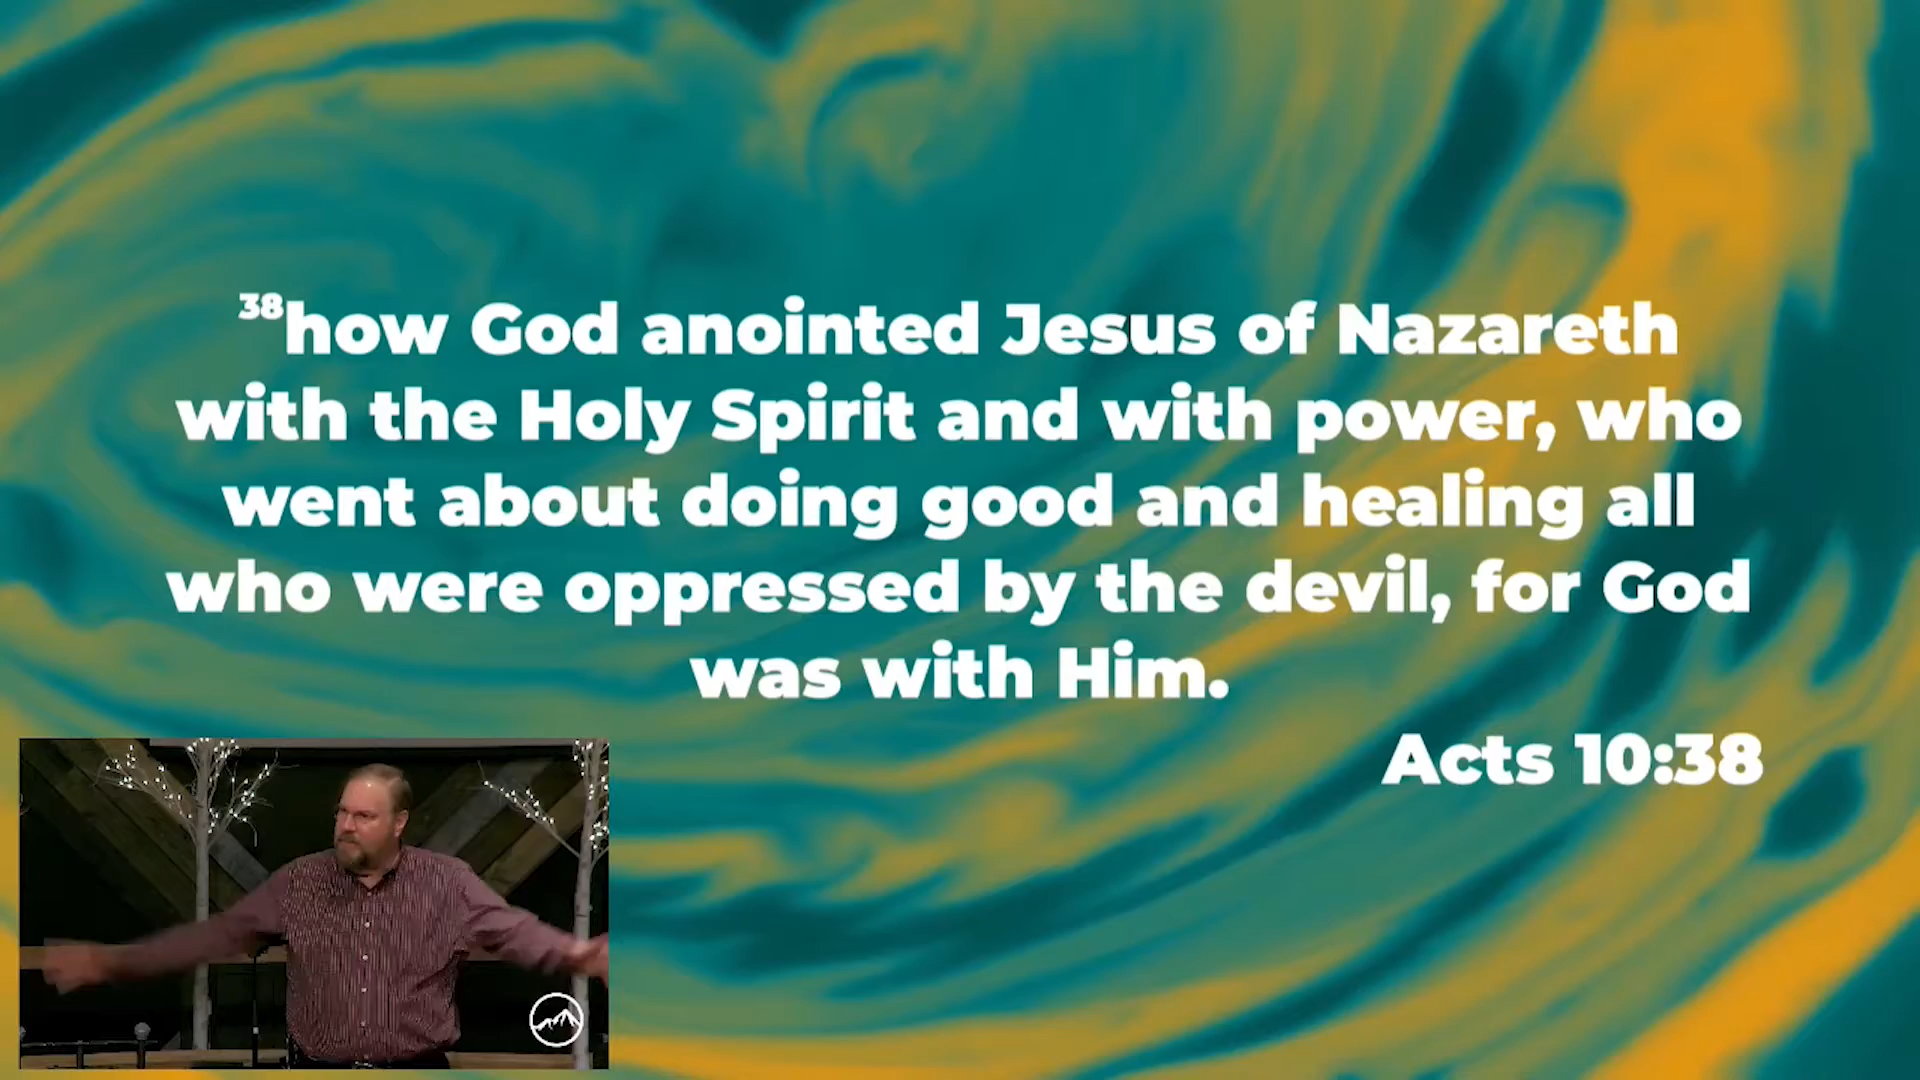 38how God anointed Jesus of Nazareth
with the Holy Spirit and with power, who
went about doing good and healing all
who were oppressed by the devil, for God
was with Him.
Acts 10:38